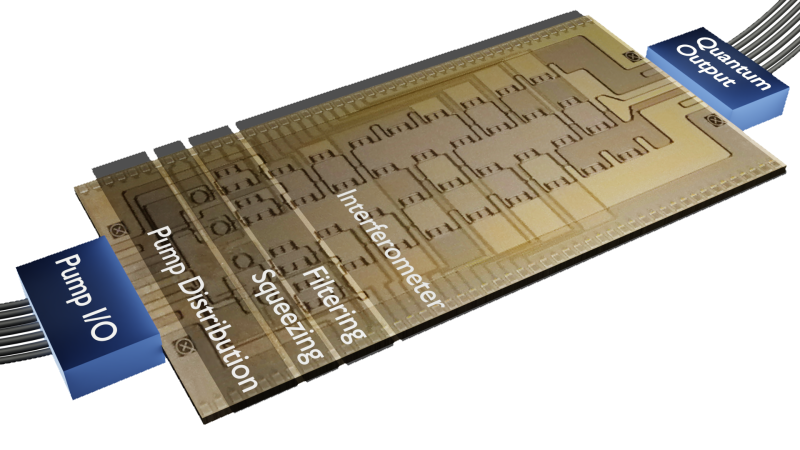 Pump I/O
Pump Distribution
Squeezing
Filtering
Interferometer
Quantum
Output